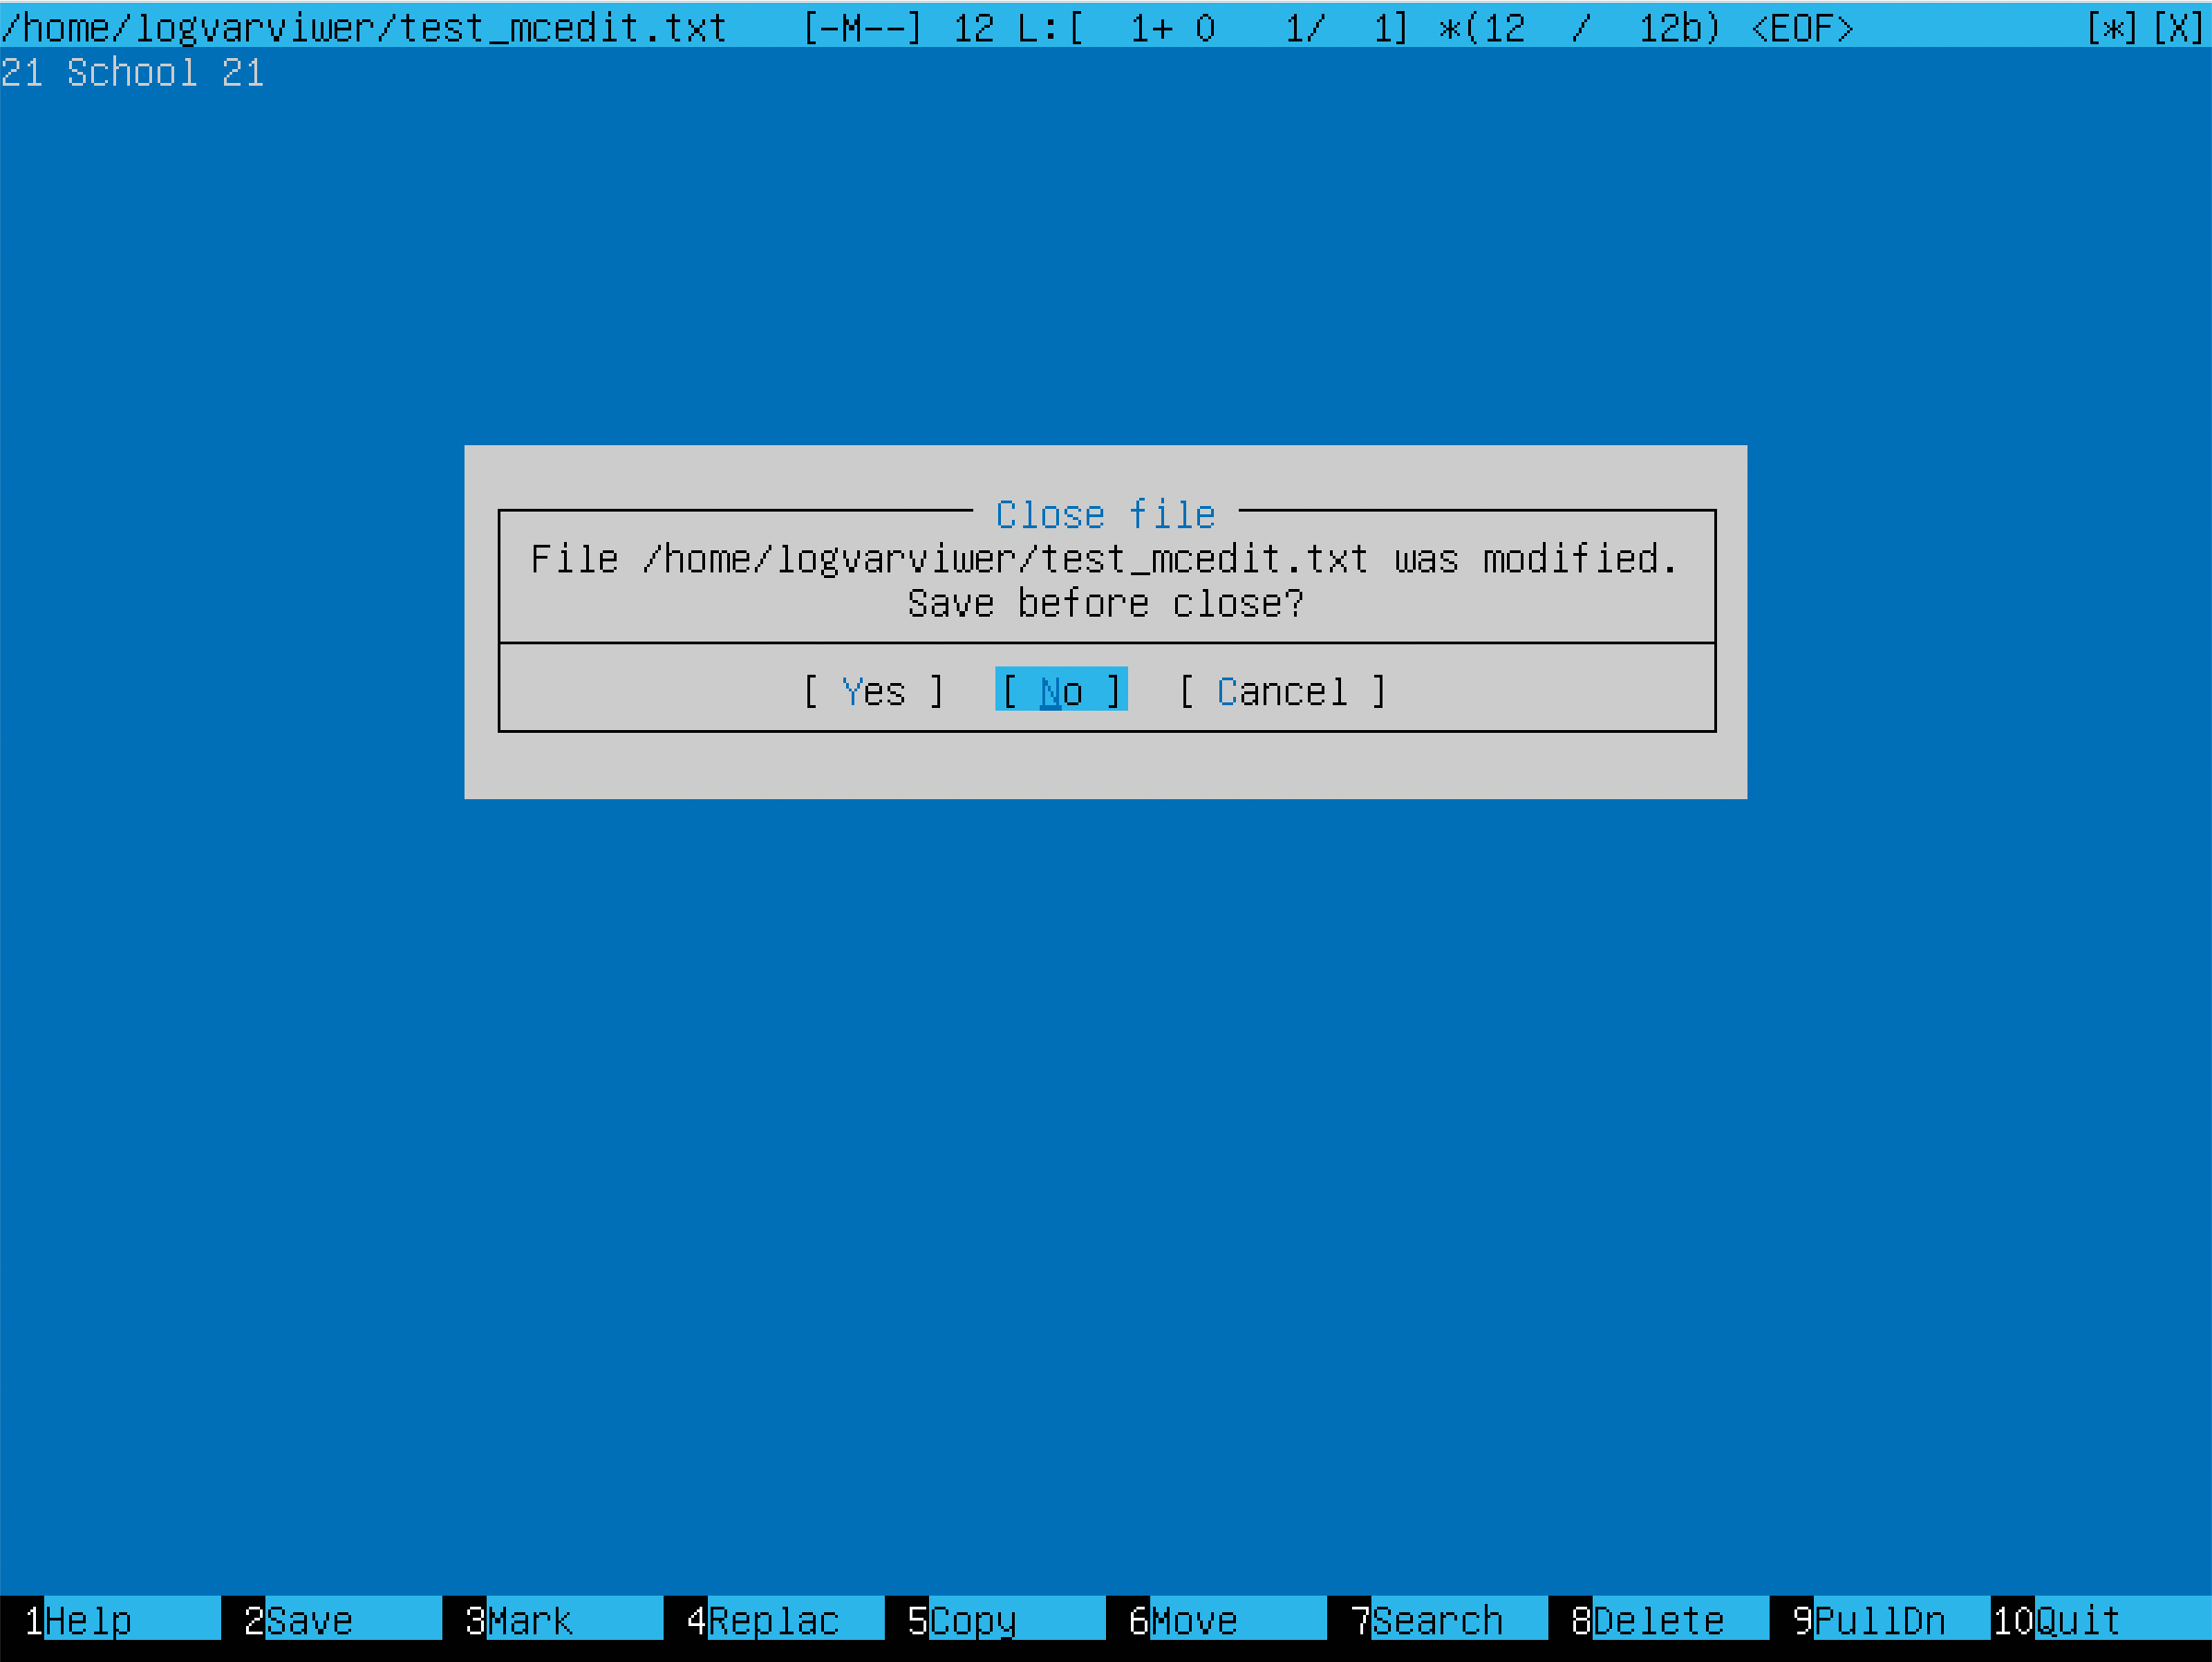 /home/logvarviwer/test_mcedit.txt [-M--] 12 L:[ 1+ 0 1/ 1] *(12 / 12b) <EOF> [*][X]
21 School 21
Close file
File /home/logvarviwer/test_mcedit.txt was modified.
Save before close?
[ Yes ] [ No ] [ Cancel ]
1Help 2Save 3Mark 4Replac 5Copy 6Move 7Search 8Delete 9PullDn 10Quit